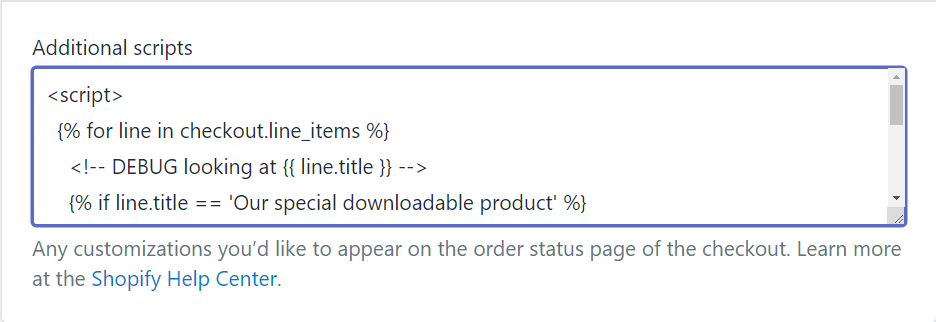 Additional scripts
<script>
{% for line in checkout.line_items %}
<!-- DEBUG looking at {{ line.title }} -->
{% if line.title == 'Our special downloadable product' %}
Any customizations you’d like to appear on the order status page of the checkout. Learn more
at the Shopify Help Center.